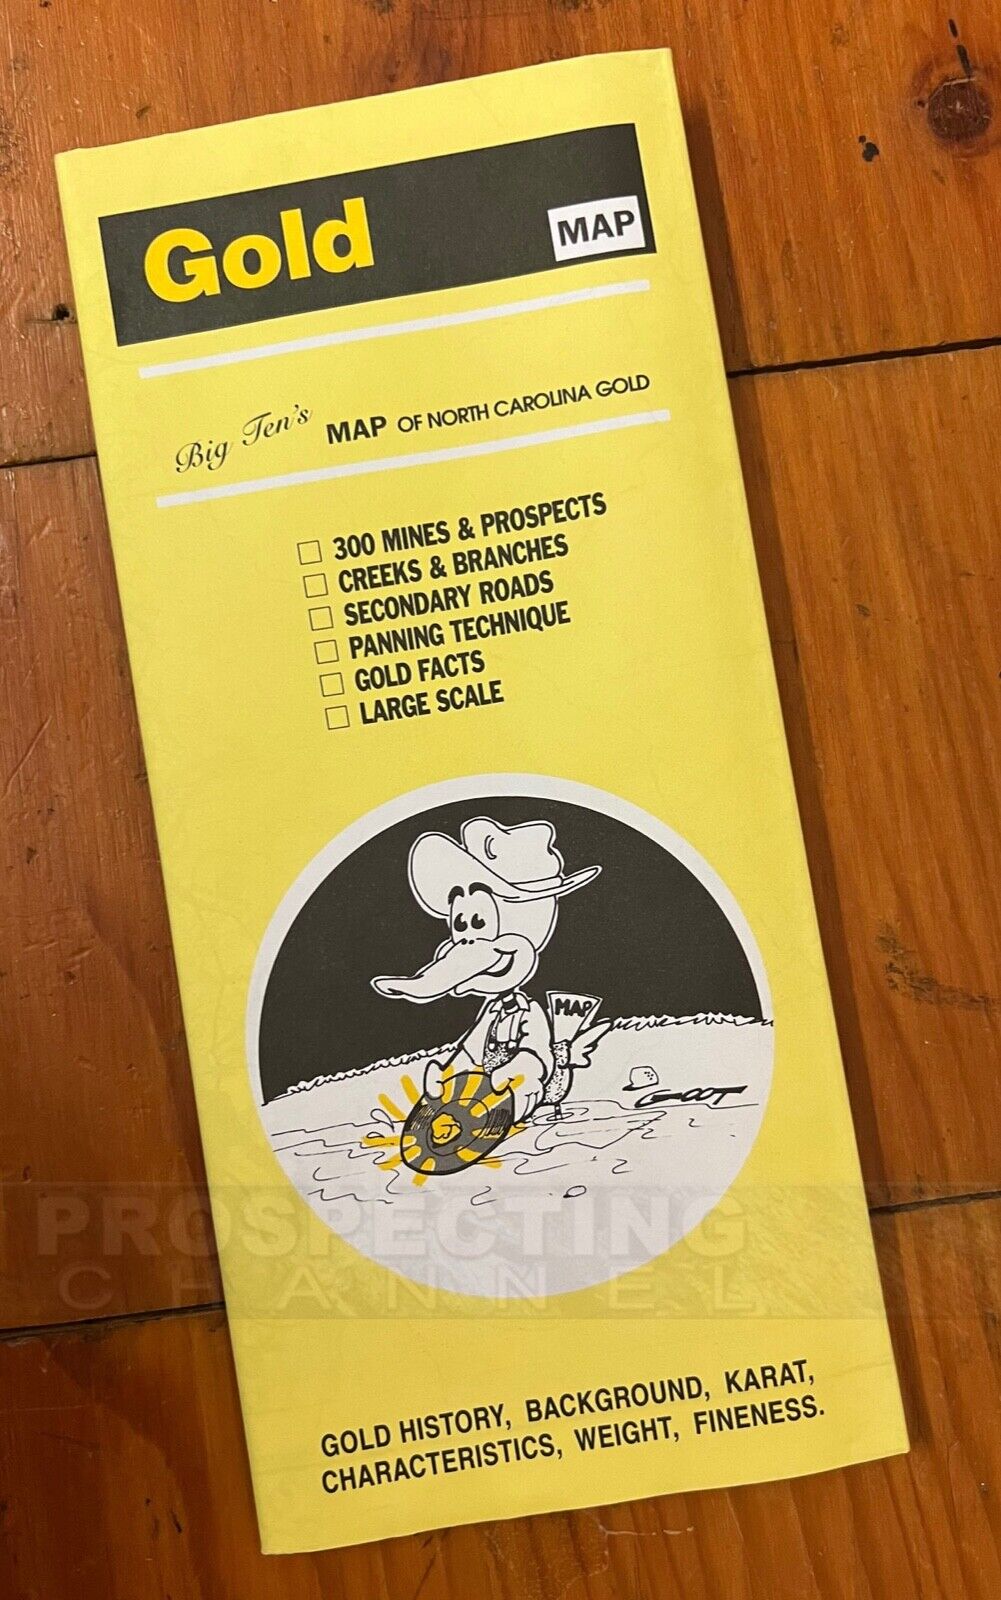 Gold
MAP
Big Ten's MAP OF NORTH CAROLINA GOLD
300 MINES & PROSPECTS
CREEKS & BRANCHES
SECONDARY ROADS
PANNING TECHNIQUE
GOLD FACTS
LARGE SCALE
MAP
GOOT
PROSPECTING
CHANNEL
GOLD HISTORY, BACKGROUND, KARAT,
CHARACTERISTICS, WEIGHT, FINENESS.